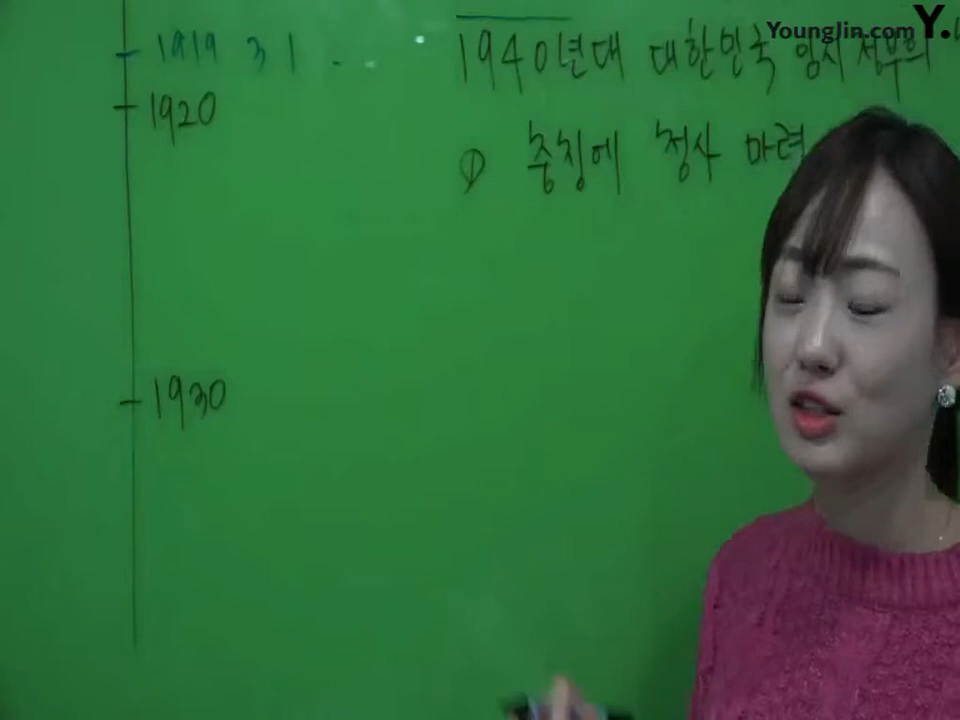 YoungJin.com Y.
1919 3 1
1940년대 대한민국 임시정부의
1920
① 충칭에 청사 마련
1930